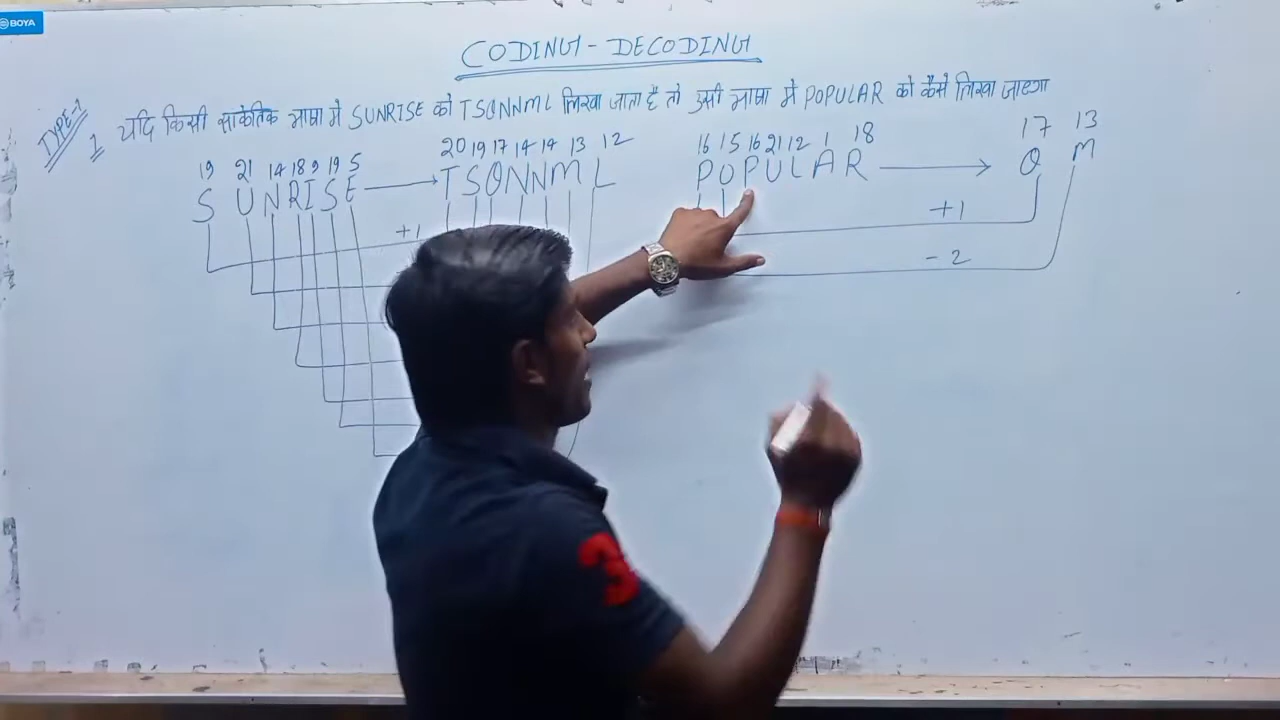 BOYA
CODING - DECODING
TYPE-1
1 यदि किसी सांकेतिक भाषा में SUNRISE को TSQNNML लिखा जाता है तो उसी भाषा में POPULAR को कैसे लिखा जाएगा
19 21 14 18 9 19 5
S U N R I S E
20 19 17 14 14 13 12
T S Q N N M L
16 15 16 21 12 1 18
P O P U L A R
17 13
Q M
+1
+1
- 2
3